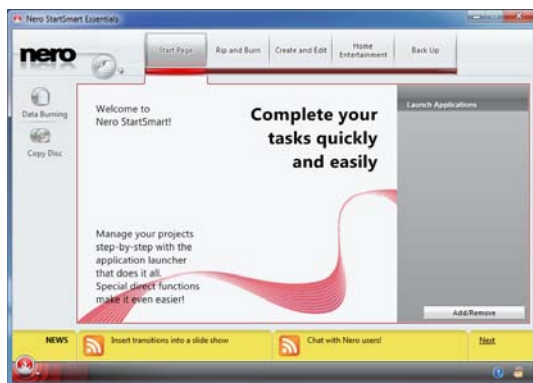 Nero StartSmart Essentials
nero
Start Page
Rip and Burn
Create and Edit
Home
Entertainment
Back Up
Data Burning
Copy Disc
Welcome to
Nero StartSmart!
Complete your
tasks quickly
and easily
Manage your projects
step-by-step with the
application launcher
that does it all.
Special direct functions
make it even easier!
Launch Applications
Add/Remove
NEWS
Insert transitions into a slide show
Chat with Nero users!
Next